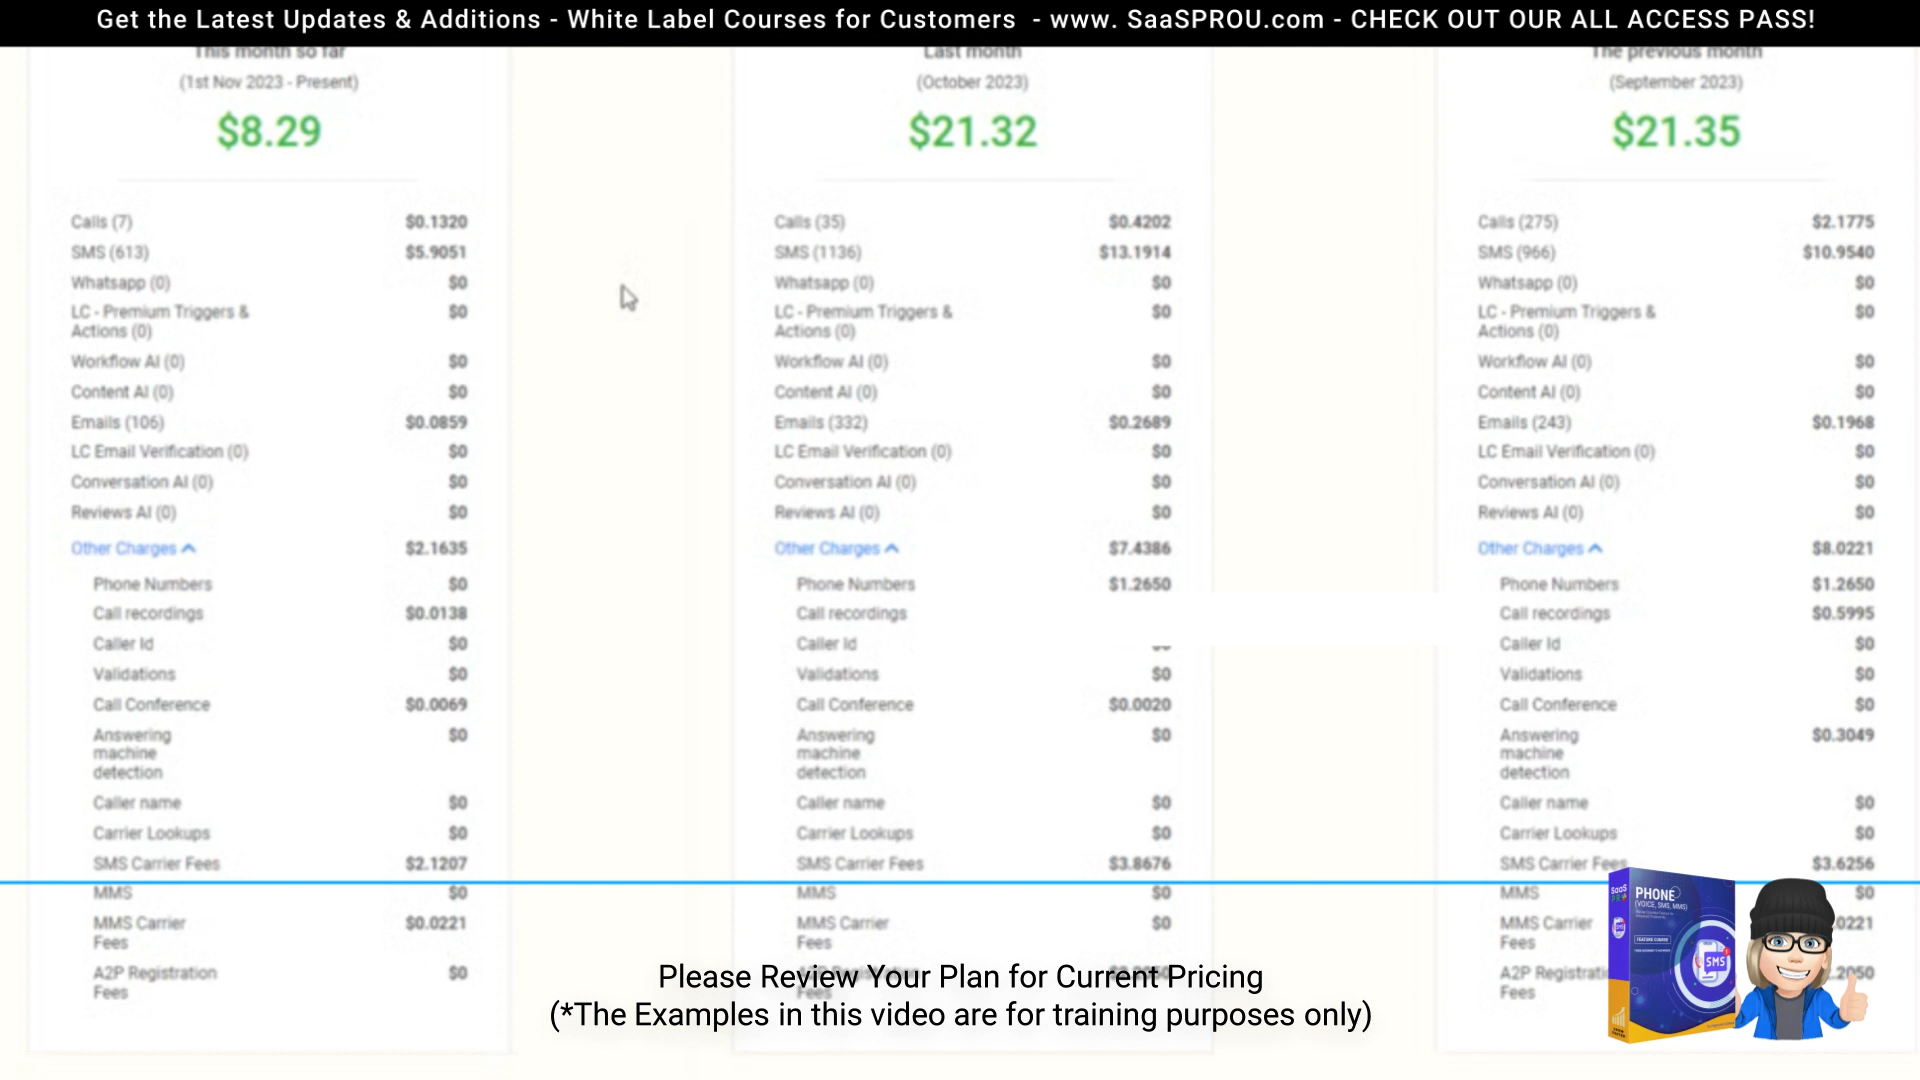 Get the Latest Updates & Additions - White Label Courses for Customers - www. SaaSPROU.com - CHECK OUT OUR ALL ACCESS PASS!
This month so far
(1st Nov 2023 - Present)
$8.29
Calls (7) $0.1320
SMS (613) $5.9051
Whatsapp (0) $0
LC - Premium Triggers & $0
Actions (0)
Workflow AI (0) $0
Content AI (0) $0
Emails (106) $0.0859
LC Email Verification (0) $0
Conversation AI (0) $0
Reviews AI (0) $0
Other Charges $2.1635
Phone Numbers $0
Call recordings $0.0138
Caller Id $0
Validations $0
Call Conference $0.0069
Answering $0
machine
detection
Caller name $0
Carrier Lookups $0
SMS Carrier Fees $2.1207
MMS $0
MMS Carrier $0.0221
Fees
A2P Registration $0
Fees
Last month
(October 2023)
$21.32
Calls (35) $0.4202
SMS (1136) $13.1914
Whatsapp (0) $0
LC - Premium Triggers & $0
Actions (0)
Workflow AI (0) $0
Content AI (0) $0
Emails (332) $0.2689
LC Email Verification (0) $0
Conversation AI (0) $0
Reviews AI (0) $0
Other Charges $7.4386
Phone Numbers $1.2650
Call recordings
Caller Id
Validations $0
Call Conference $0.0020
Answering $0
machine
detection
Caller name $0
Carrier Lookups $0
SMS Carrier Fees $3.8676
MMS $0
MMS Carrier $0
Fees
Fees
The previous month
(September 2023)
$21.35
Calls (275) $2.1775
SMS (966) $10.9540
Whatsapp (0) $0
LC - Premium Triggers & $0
Actions (0)
Workflow AI (0) $0
Content AI (0) $0
Emails (243) $0.1968
LC Email Verification (0) $0
Conversation AI (0) $0
Reviews AI (0) $0
Other Charges $8.0221
Phone Numbers $1.2650
Call recordings $0.5995
Caller Id $0
Validations $0
Call Conference $0
Answering $0.3049
machine
detection
Caller name $0
Carrier Lookups $0
SMS Carrier Fees $3.6256
MMS $0
MMS Carrier 0221
Fees
A2P Registratio .2050
Fees
Please Review Your Plan for Current Pricing
(*The Examples in this video are for training purposes only)
SaaS
PHONE
(VOICE, SMS, MMS)
FEATURE COURSE
SMS